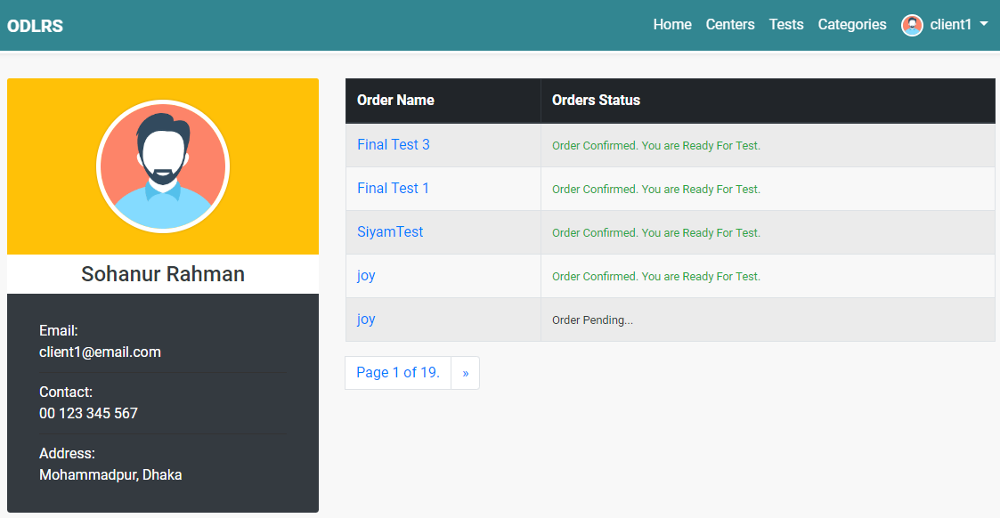 ODLRS Home Centers Tests Categories client1
Sohanur Rahman
Email:
client1@email.com
Contact:
00 123 345 567
Address:
Mohammadpur, Dhaka
Order Name Orders Status
Final Test 3 Order Confirmed. You are Ready For Test.
Final Test 1 Order Confirmed. You are Ready For Test.
SiyamTest Order Confirmed. You are Ready For Test.
joy Order Confirmed. You are Ready For Test.
joy Order Pending...
Page 1 of 19. »